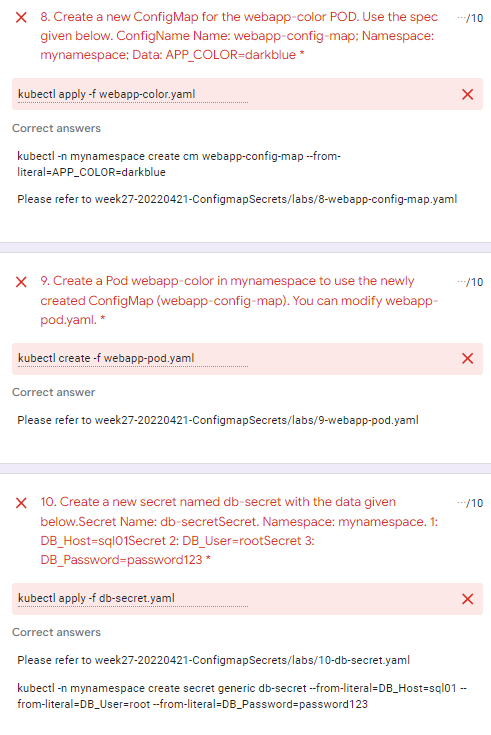 8. Create a new ConfigMap for the webapp-color POD. Use the spec
···/10
given below. ConfigName Name: webapp-config-map; Namespace:
mynamespace; Data: APP_COLOR=darkblue *
kubectl apply -f webapp-color.yaml
Correct answers
kubectl -n mynamespace create cm webapp-config-map --from-
literal=APP_COLOR=darkblue
Please refer to week27-20220421-ConfigmapSecrets/labs/8-webapp-config-map.yaml
9. Create a Pod webapp-color in mynamespace to use the newly
···/10
created ConfigMap (webapp-config-map). You can modify webapp-
pod.yaml. *
kubectl create -f webapp-pod.yaml
Correct answer
Please refer to week27-20220421-ConfigmapSecrets/labs/9-webapp-pod.yaml
10. Create a new secret named db-secret with the data given
···/10
below.Secret Name: db-secretSecret. Namespace: mynamespace. 1:
DB_Host=sql01Secret 2: DB_User=rootSecret 3:
DB_Password=password123 *
kubectl apply -f db-secret.yaml
Correct answers
Please refer to week27-20220421-ConfigmapSecrets/labs/10-db-secret.yaml
kubectl -n mynamespace create secret generic db-secret --from-literal=DB_Host=sql01 --
from-literal=DB_User=root --from-literal=DB_Password=password123